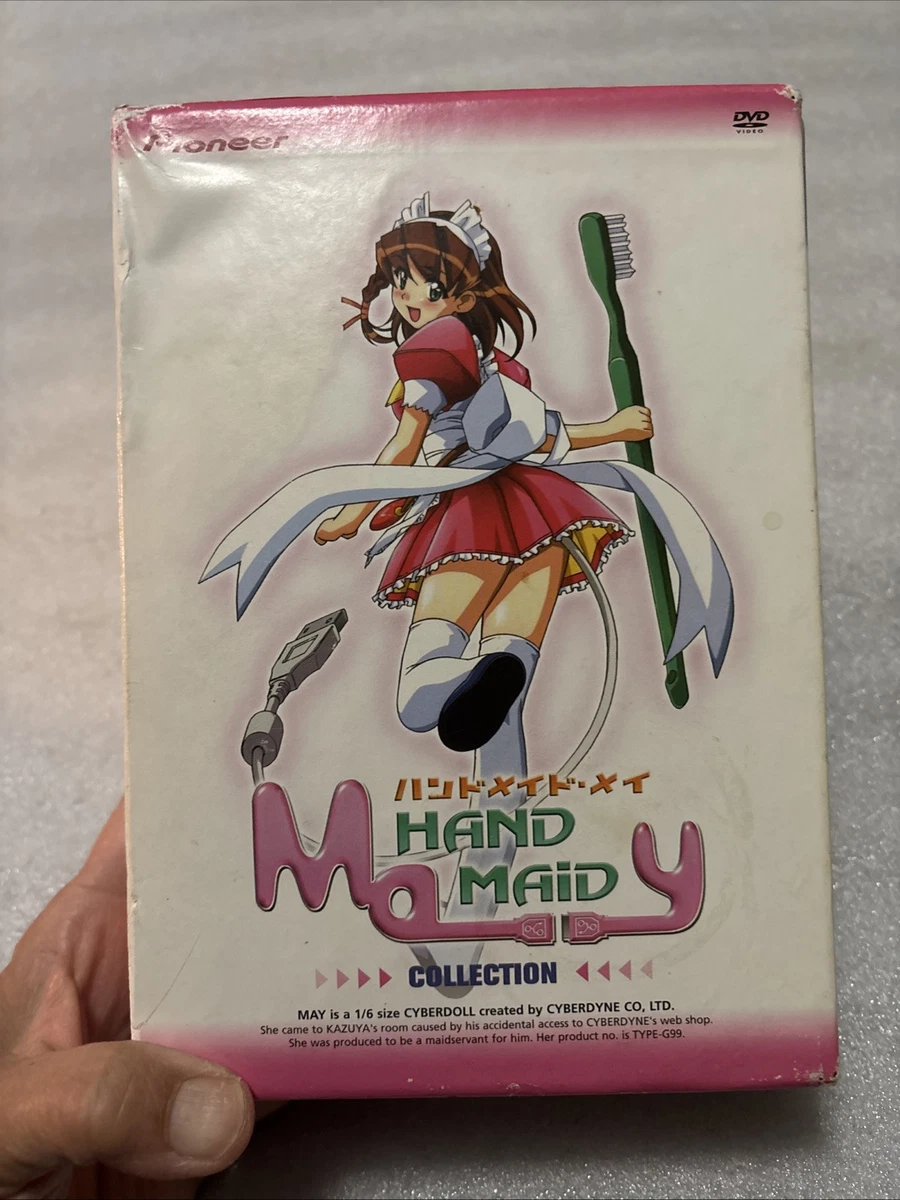 Pioneer
DVD
VIDEO
ハンドメイド・メイ
HAND
MAiD
May
COLLECTION
MAY is a 1/6 size CYBERDOLL created by CYBERDYNE CO, LTD.
She came to KAZUYA's room caused by his accidental access to CYBERDYNE's web shop.
She was produced to be a maidservant for him. Her product no. is TYPE-G99.